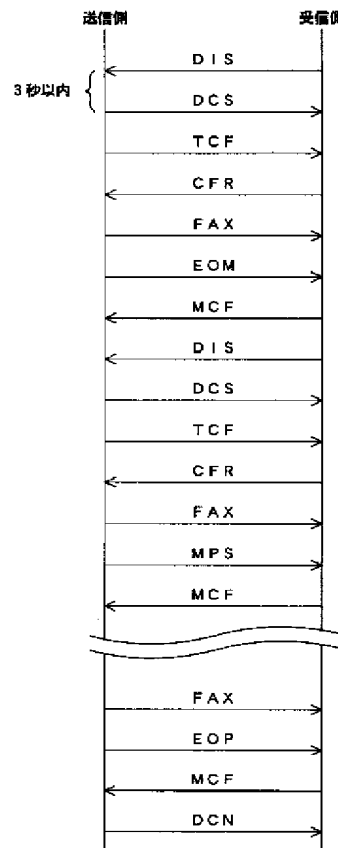 送信側 受信側
DIS
3秒以内
DCS
TCF
CFR
FAX
EOM
MCF
DIS
DCS
TCF
CFR
FAX
MPS
MCF
FAX
EOP
MCF
DCN